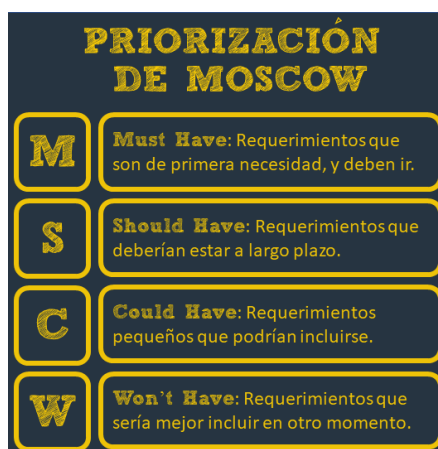 PRIORIZACIÓN
DE MOSCOW
M
Must Have: Requerimientos que
son de primera necesidad, y deben ir.
S
Should Have: Requerimientos que
deberían estar a largo plazo.
C
Could Have: Requerimientos
pequeños que podrían incluirse.
W
Won't Have: Requerimientos que
sería mejor incluir en otro momento.